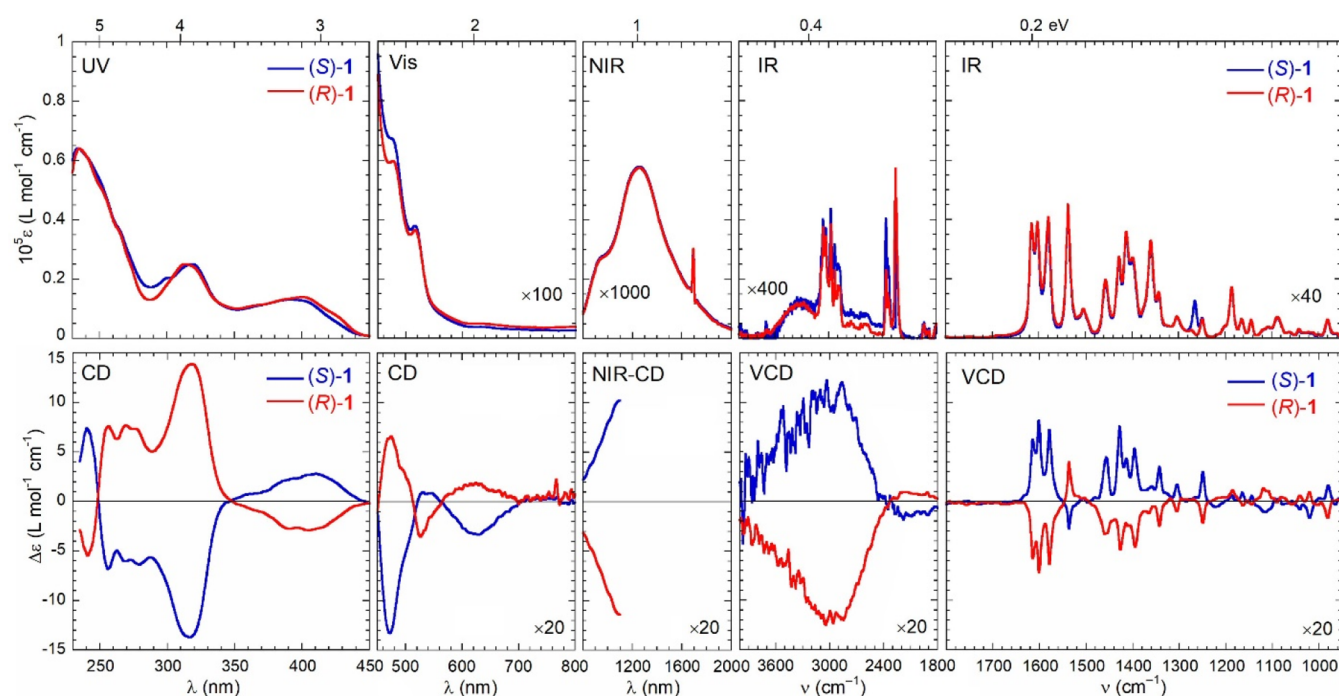 5 4 3 2 1 0.4 0.2 eV
UV Vis NIR IR IR
(S)-1 (S)-1
(R)-1 (R)-1
×100 ×1000 ×400 ×40
10⁵ε (L mol⁻¹ cm⁻¹)
1
0.8
0.6
0.4
0.2
0
CD CD NIR-CD VCD VCD
(S)-1 (S)-1
(R)-1 (R)-1
×20 ×20 ×20 ×20
Δε (L mol⁻¹ cm⁻¹)
15
10
5
0
-5
-10
-15
250 300 350 400 450 500 600 700 800 800 1200 1600 2000 3600 3000 2400 1800 1700 1600 1500 1400 1300 1200 1100 1000
λ (nm) λ (nm) λ (nm) ν (cm⁻¹) ν (cm⁻¹)